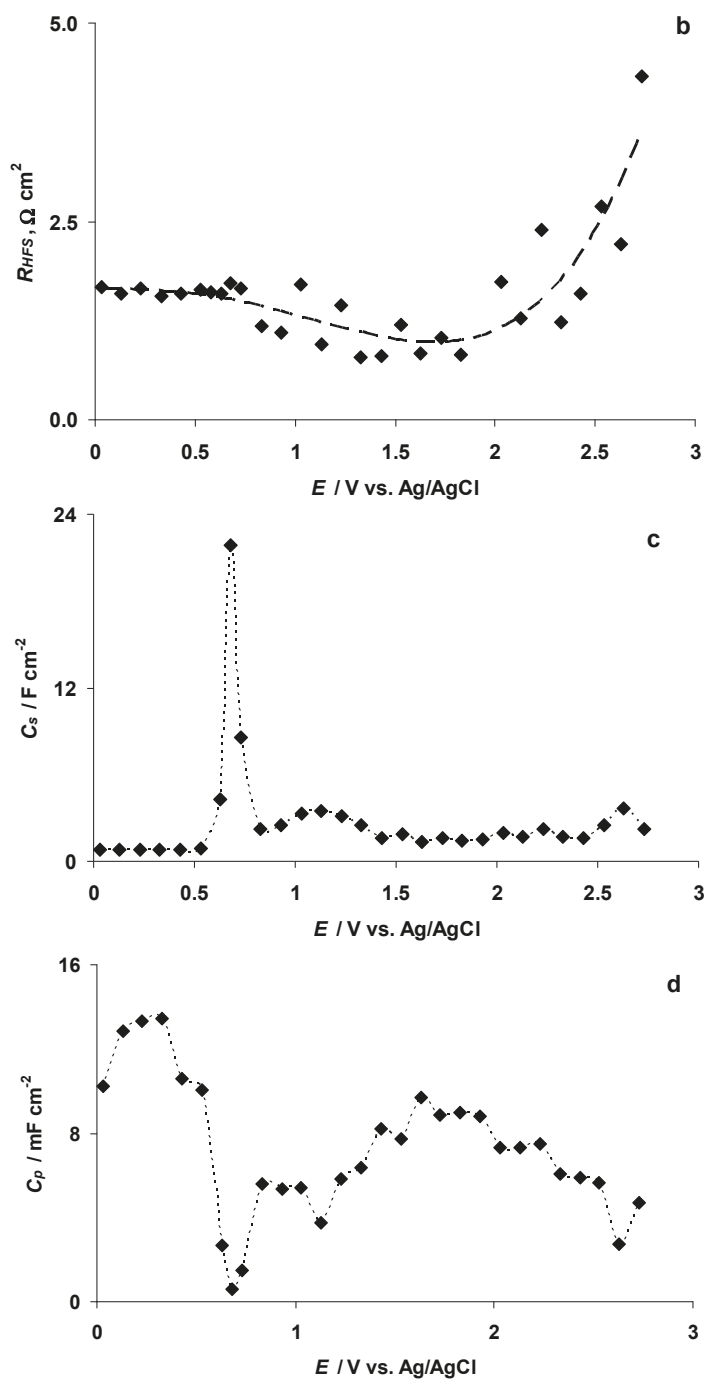 b
5.0
2.5
0.0
R_HFS, Ω cm²
0 0.5 1 1.5 2 2.5 3
E / V vs. Ag/AgCl
c
24
12
0
C_s / F cm⁻²
0 0.5 1 1.5 2 2.5 3
E / V vs. Ag/AgCl
d
16
8
0
C_p / mF cm⁻²
0 1 2 3
E / V vs. Ag/AgCl